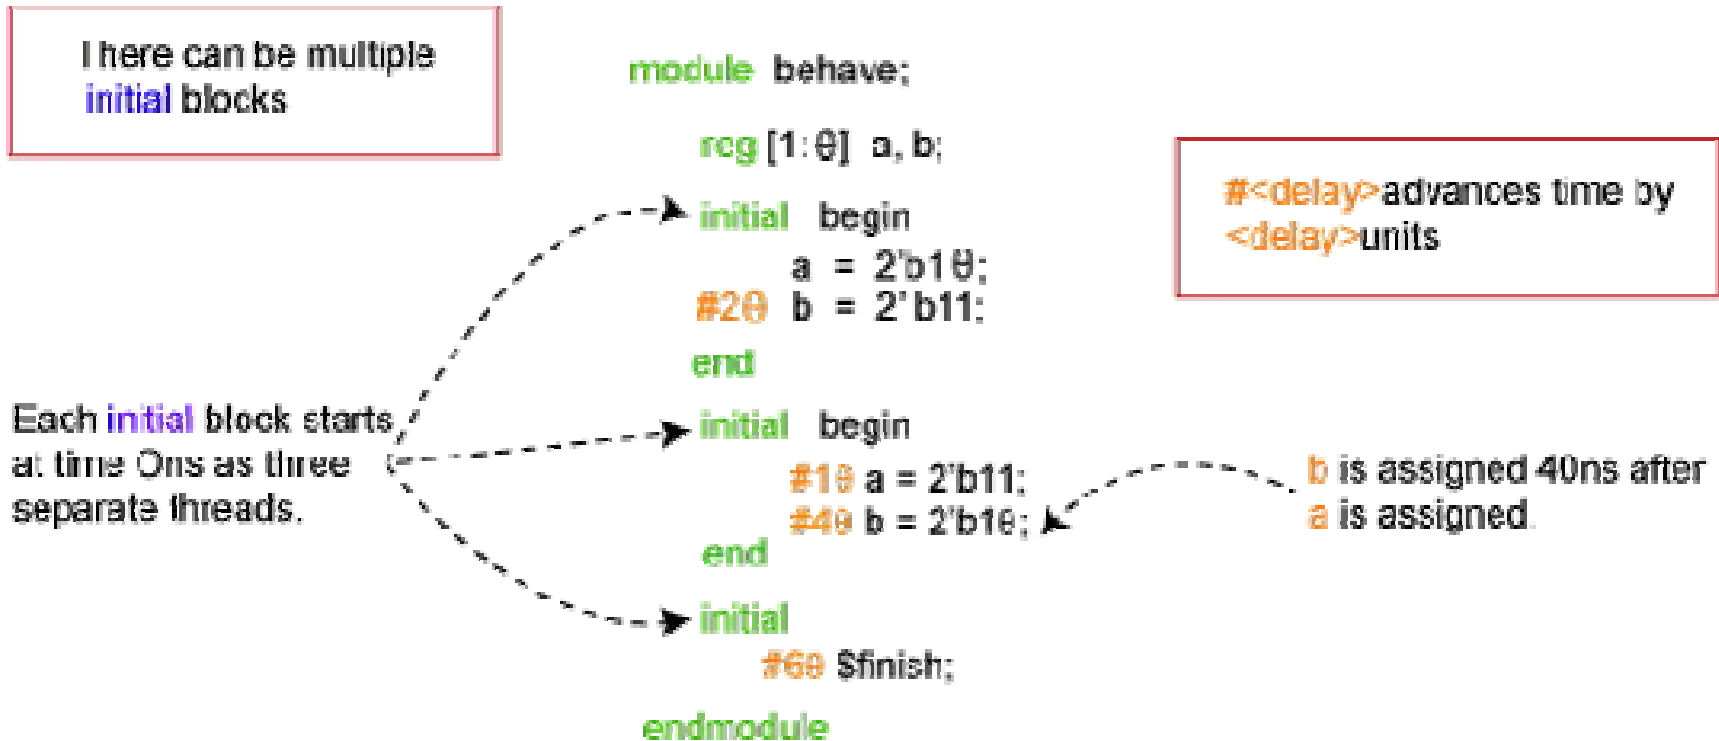 There can be multiple
initial blocks
module behave;
reg [1:0] a, b;
initial begin
a = 2'b10;
#20 b = 2'b11;
end
initial begin
#10 a = 2'b11;
#40 b = 2'b10;
end
initial
#60 $finish;
endmodule
#<delay>advances time by
<delay>units
Each initial block starts
at time 0ns as three
separate threads.
b is assigned 40ns after
a is assigned.